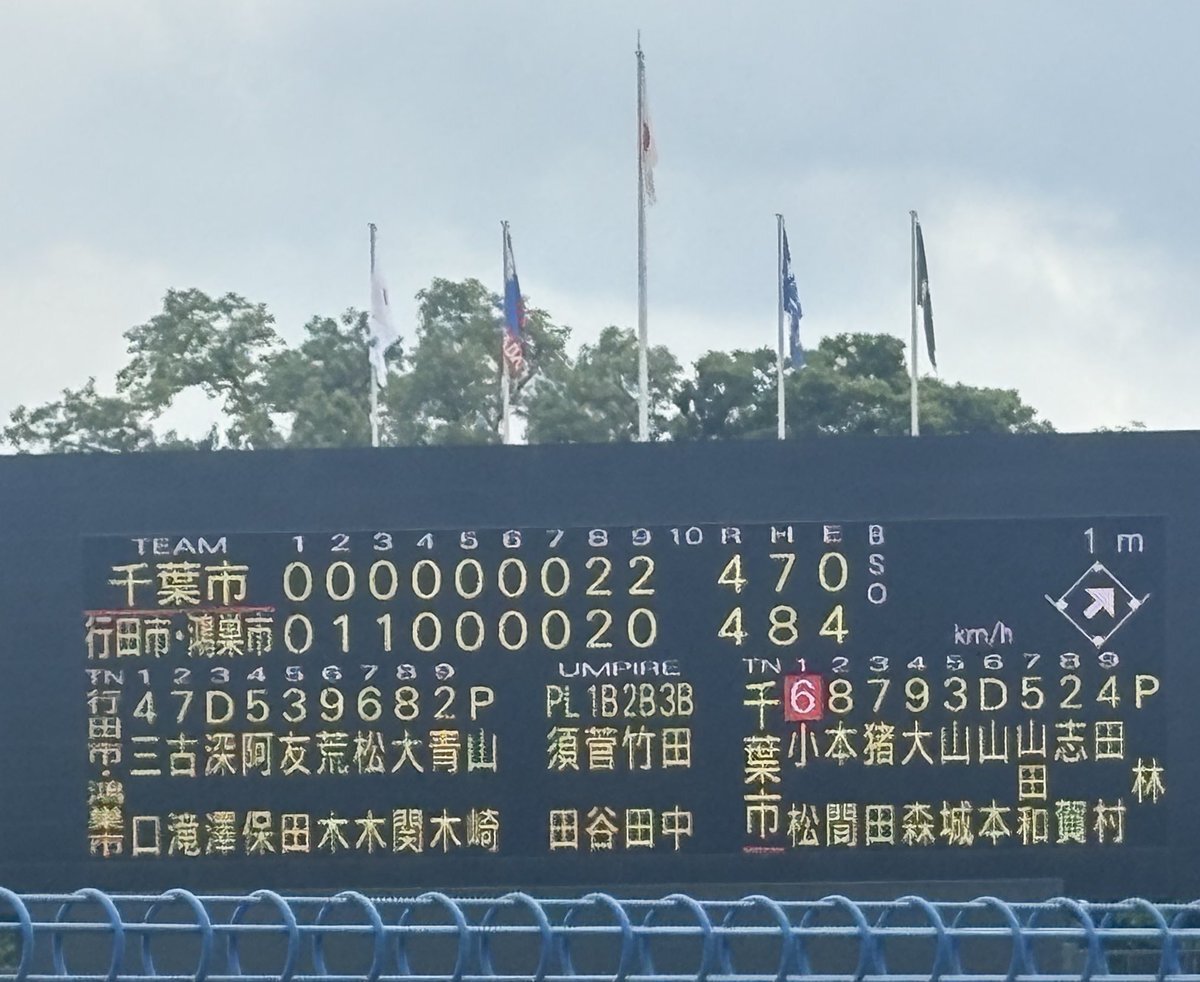 TEAM 1 2 3 4 5 6 7 8 9 10 R H E B
千葉市 0 0 0 0 0 0 0 2 2 4 7 0 S
O
行田市・鴻巣市 0 1 1 0 0 0 0 2 0 4 8 4
1 m
km/h
TN 1 2 3 4 5 6 7 8 9
行田市・鴻巣市 4 7 D 5 3 9 6 8 2 P
三口 古滝 深澤 阿保 友田 荒木 松木 大関 青木 山崎
UMPIRE
PL 1B 2B 3B
須田 菅谷 竹田 田中
TN 1 2 3 4 5 6 7 8 9
千葉市 6 8 7 9 3 D 5 2 4 P
小松 本間 猪田 大森 山城 山本 山田和 志賀 田村 林